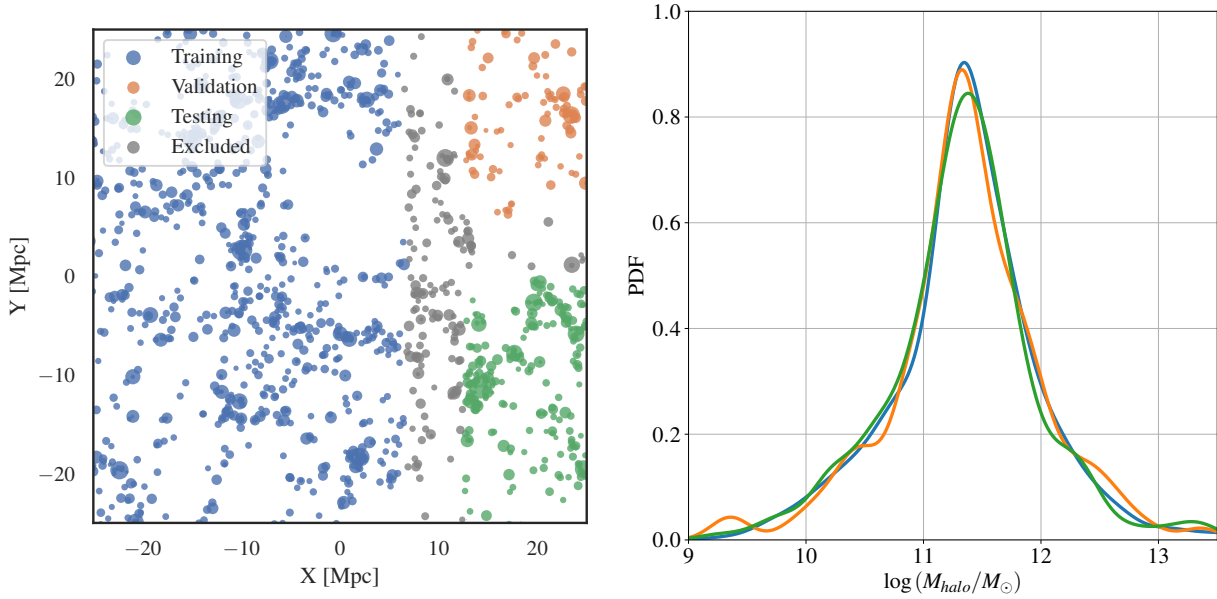 Training
Validation
Testing
Excluded
20
10
0
−10
−20
Y [Mpc]
−20 −10 0 10 20
X [Mpc]
1.0
0.8
0.6
0.4
0.2
0.0
PDF
9 10 11 12 13
log (M_halo/M_⊙)